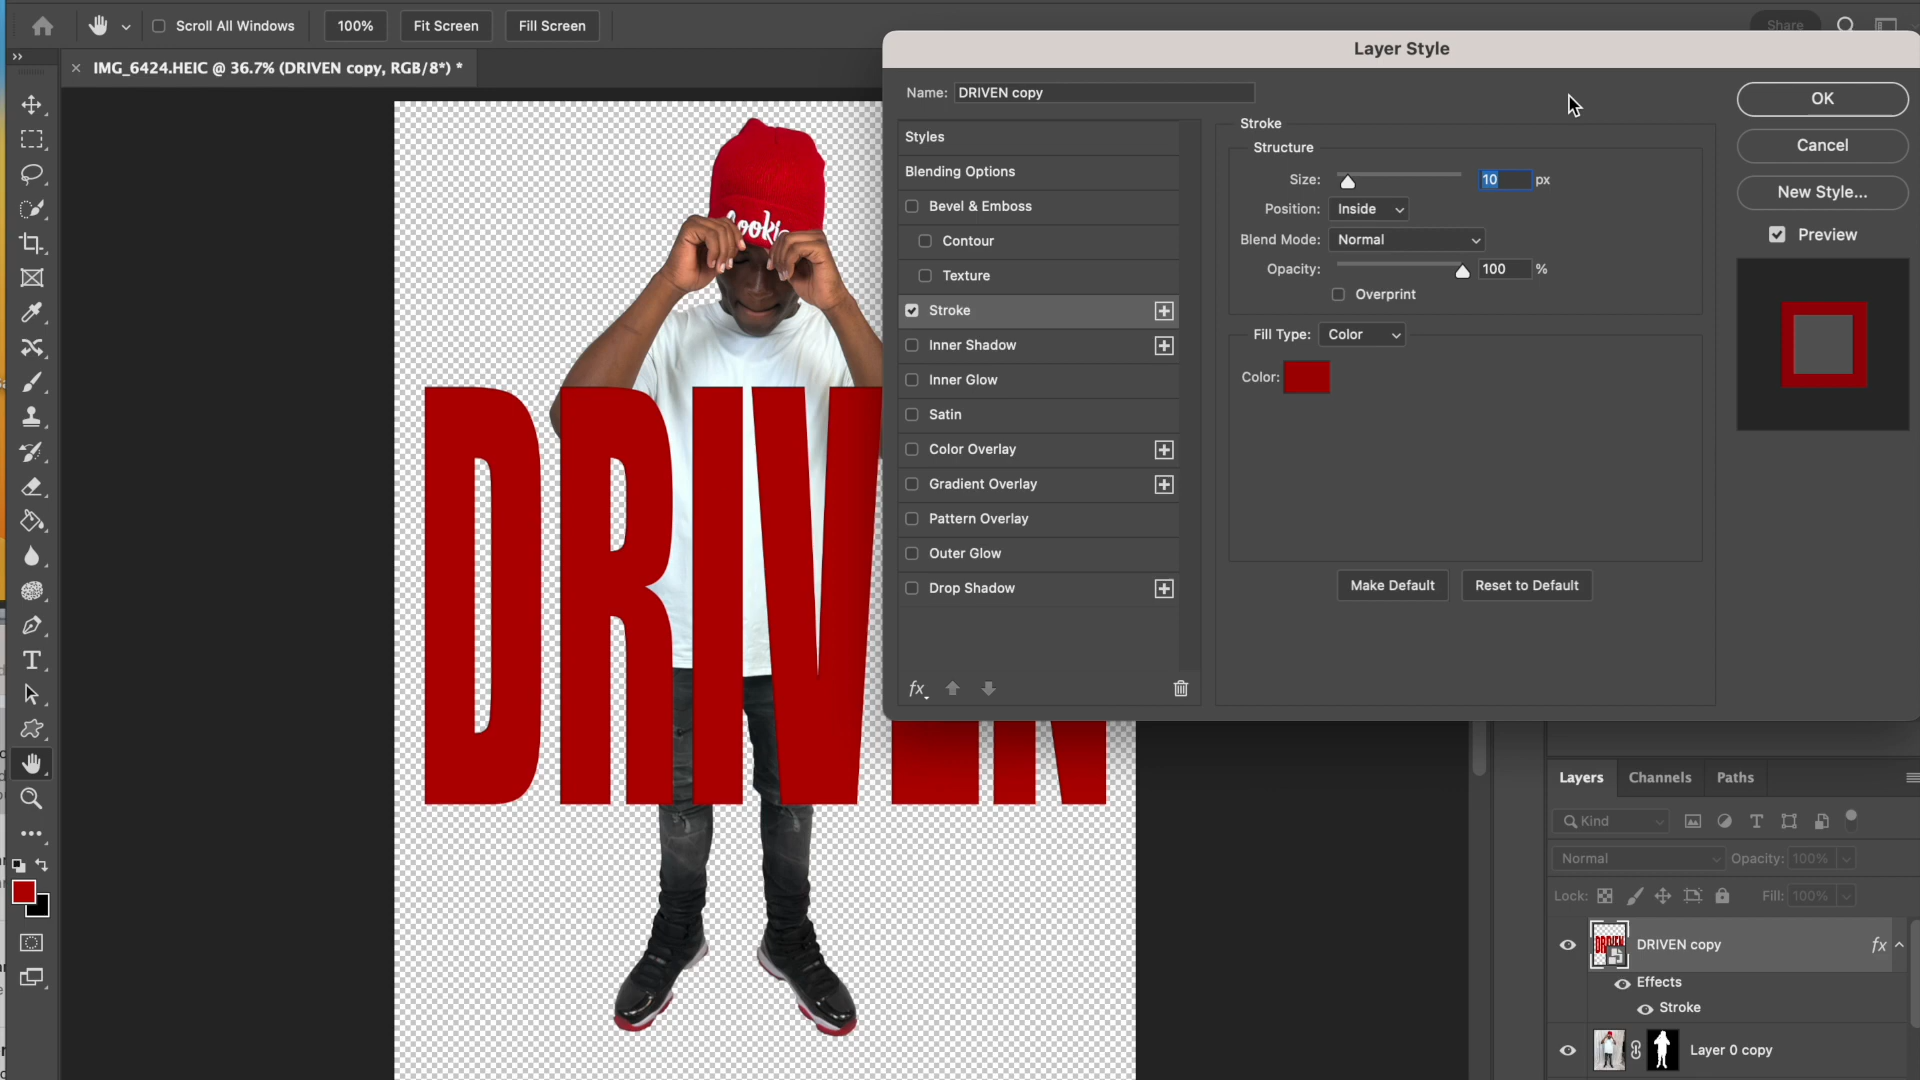 Scroll All Windows
100%
Fit Screen
Fill Screen
Share
IMG_6424.HEIC @ 36.7% (DRIVEN copy, RGB/8*) *
Layer Style
Name: DRIVEN copy
Styles
Blending Options
Bevel & Emboss
Contour
Texture
Stroke
Inner Shadow
Inner Glow
Satin
Color Overlay
Gradient Overlay
Pattern Overlay
Outer Glow
Drop Shadow
fx
Stroke
Structure
Size: 10 px
Position: Inside
Blend Mode: Normal
Opacity: 100 %
Overprint
Fill Type: Color
Color:
Make Default
Reset to Default
OK
Cancel
New Style...
Preview
DRIVEN
Layers
Channels
Paths
Kind
Normal
Opacity: 100%
Lock:
Fill: 100%
DRIVEN copy
fx
Effects
Stroke
Layer 0 copy